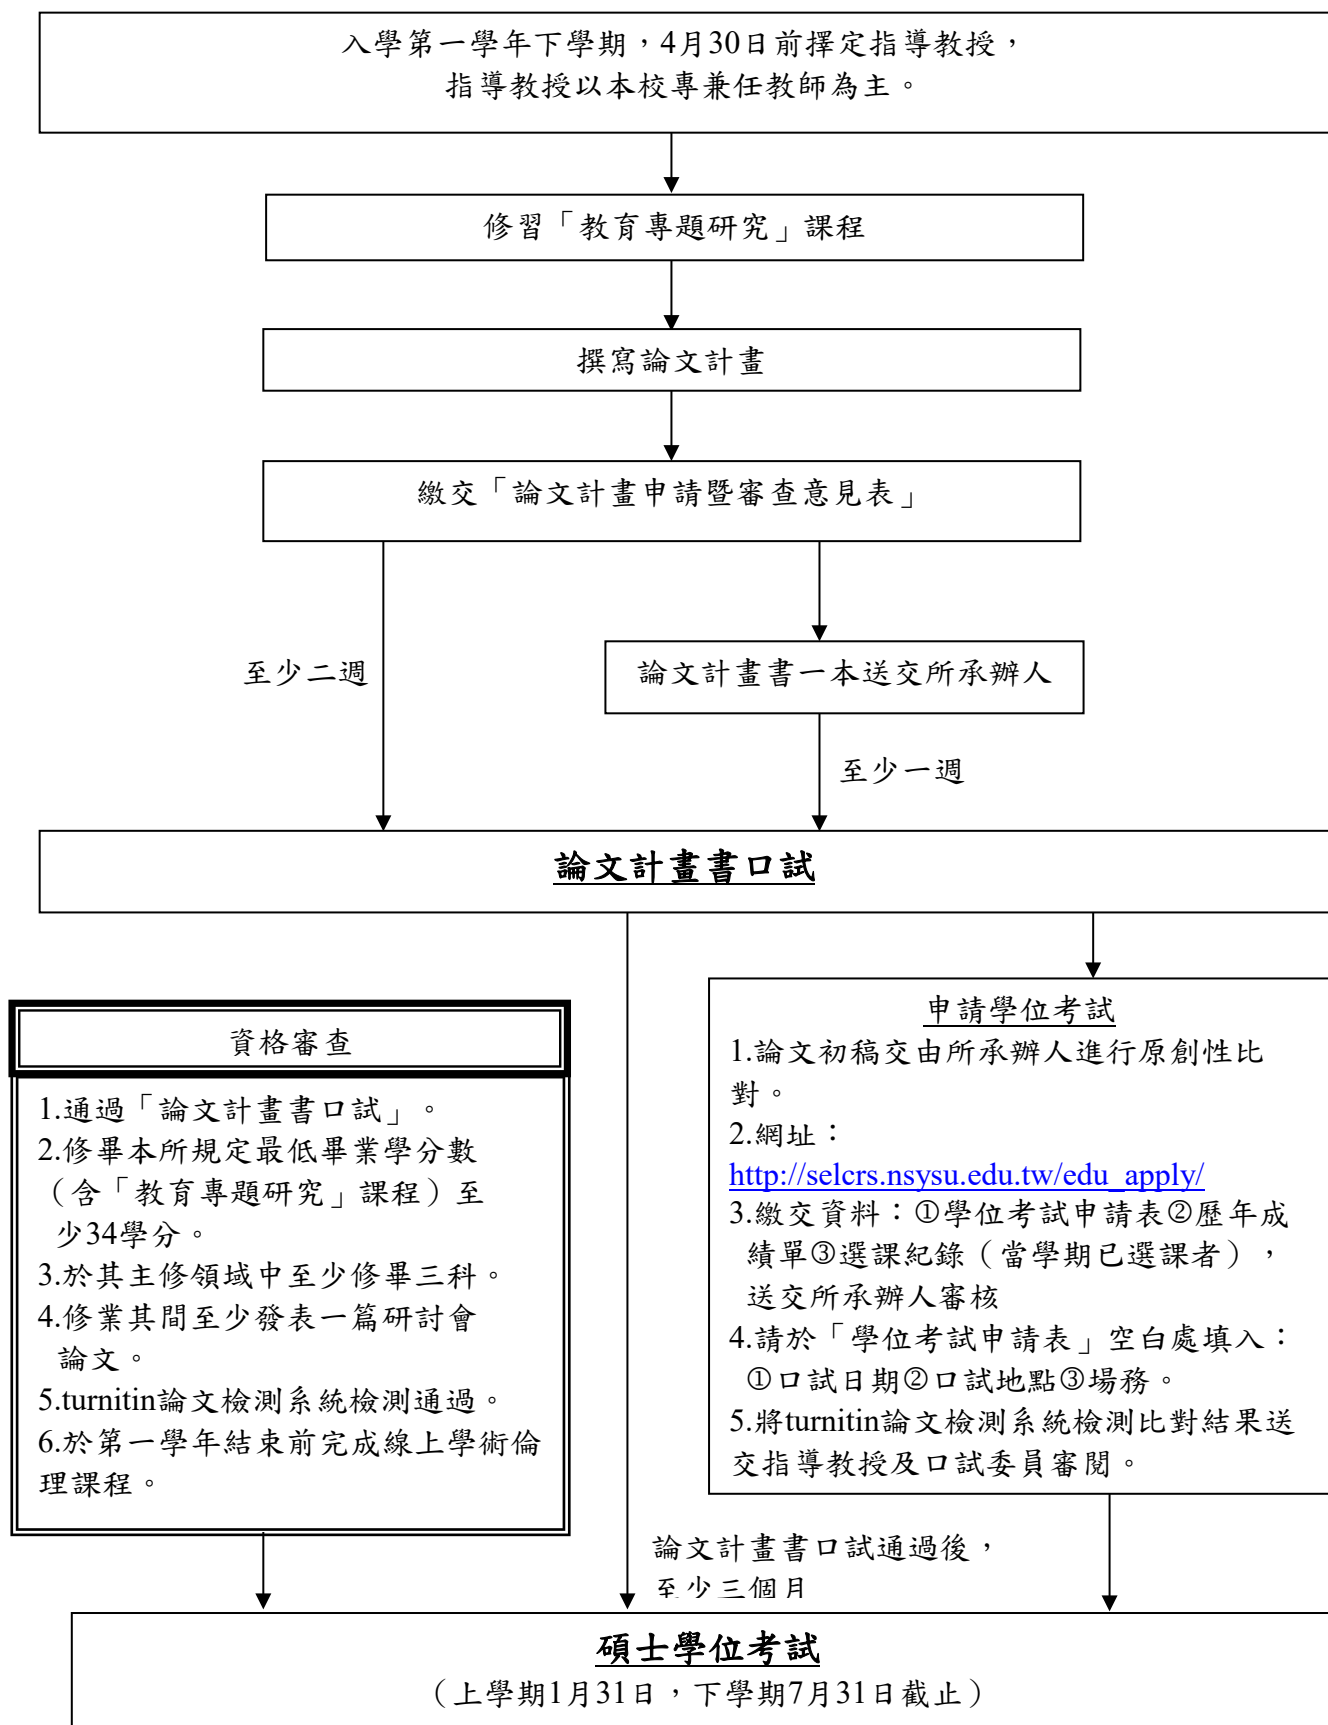 入學第一學年下學期，4月30日前擇定指導教授，
指導教授以本校專兼任教師為主。
修習「教育專題研究」課程
撰寫論文計畫
繳交「論文計畫申請暨審查意見表」
至少二週
論文計畫書一本送交所承辦人
至少一週
論文計畫書口試
資格審查
1.通過「論文計畫書口試」。
2.修畢本所規定最低畢業學分數
（含「教育專題研究」課程）至
少34學分。
3.於其主修領域中至少修畢三科。
4.修業其間至少發表一篇研討會
論文。
5.turnitin論文檢測系統檢測通過。
6.於第一學年結束前完成線上學術倫
理課程。
申請學位考試
1.論文初稿交由所承辦人進行原創性比
對。
2.網址：
http://selcrs.nsysu.edu.tw/edu_apply/
3.繳交資料：①學位考試申請表②歷年成
績單③選課紀錄（當學期已選課者），
送交所承辦人審核
4.請於「學位考試申請表」空白處填入：
①口試日期②口試地點③場務。
5.將turnitin論文檢測系統檢測比對結果送
交指導教授及口試委員審閱。
論文計畫書口試通過後，
至少三個月
碩士學位考試
（上學期1月31日，下學期7月31日截止）